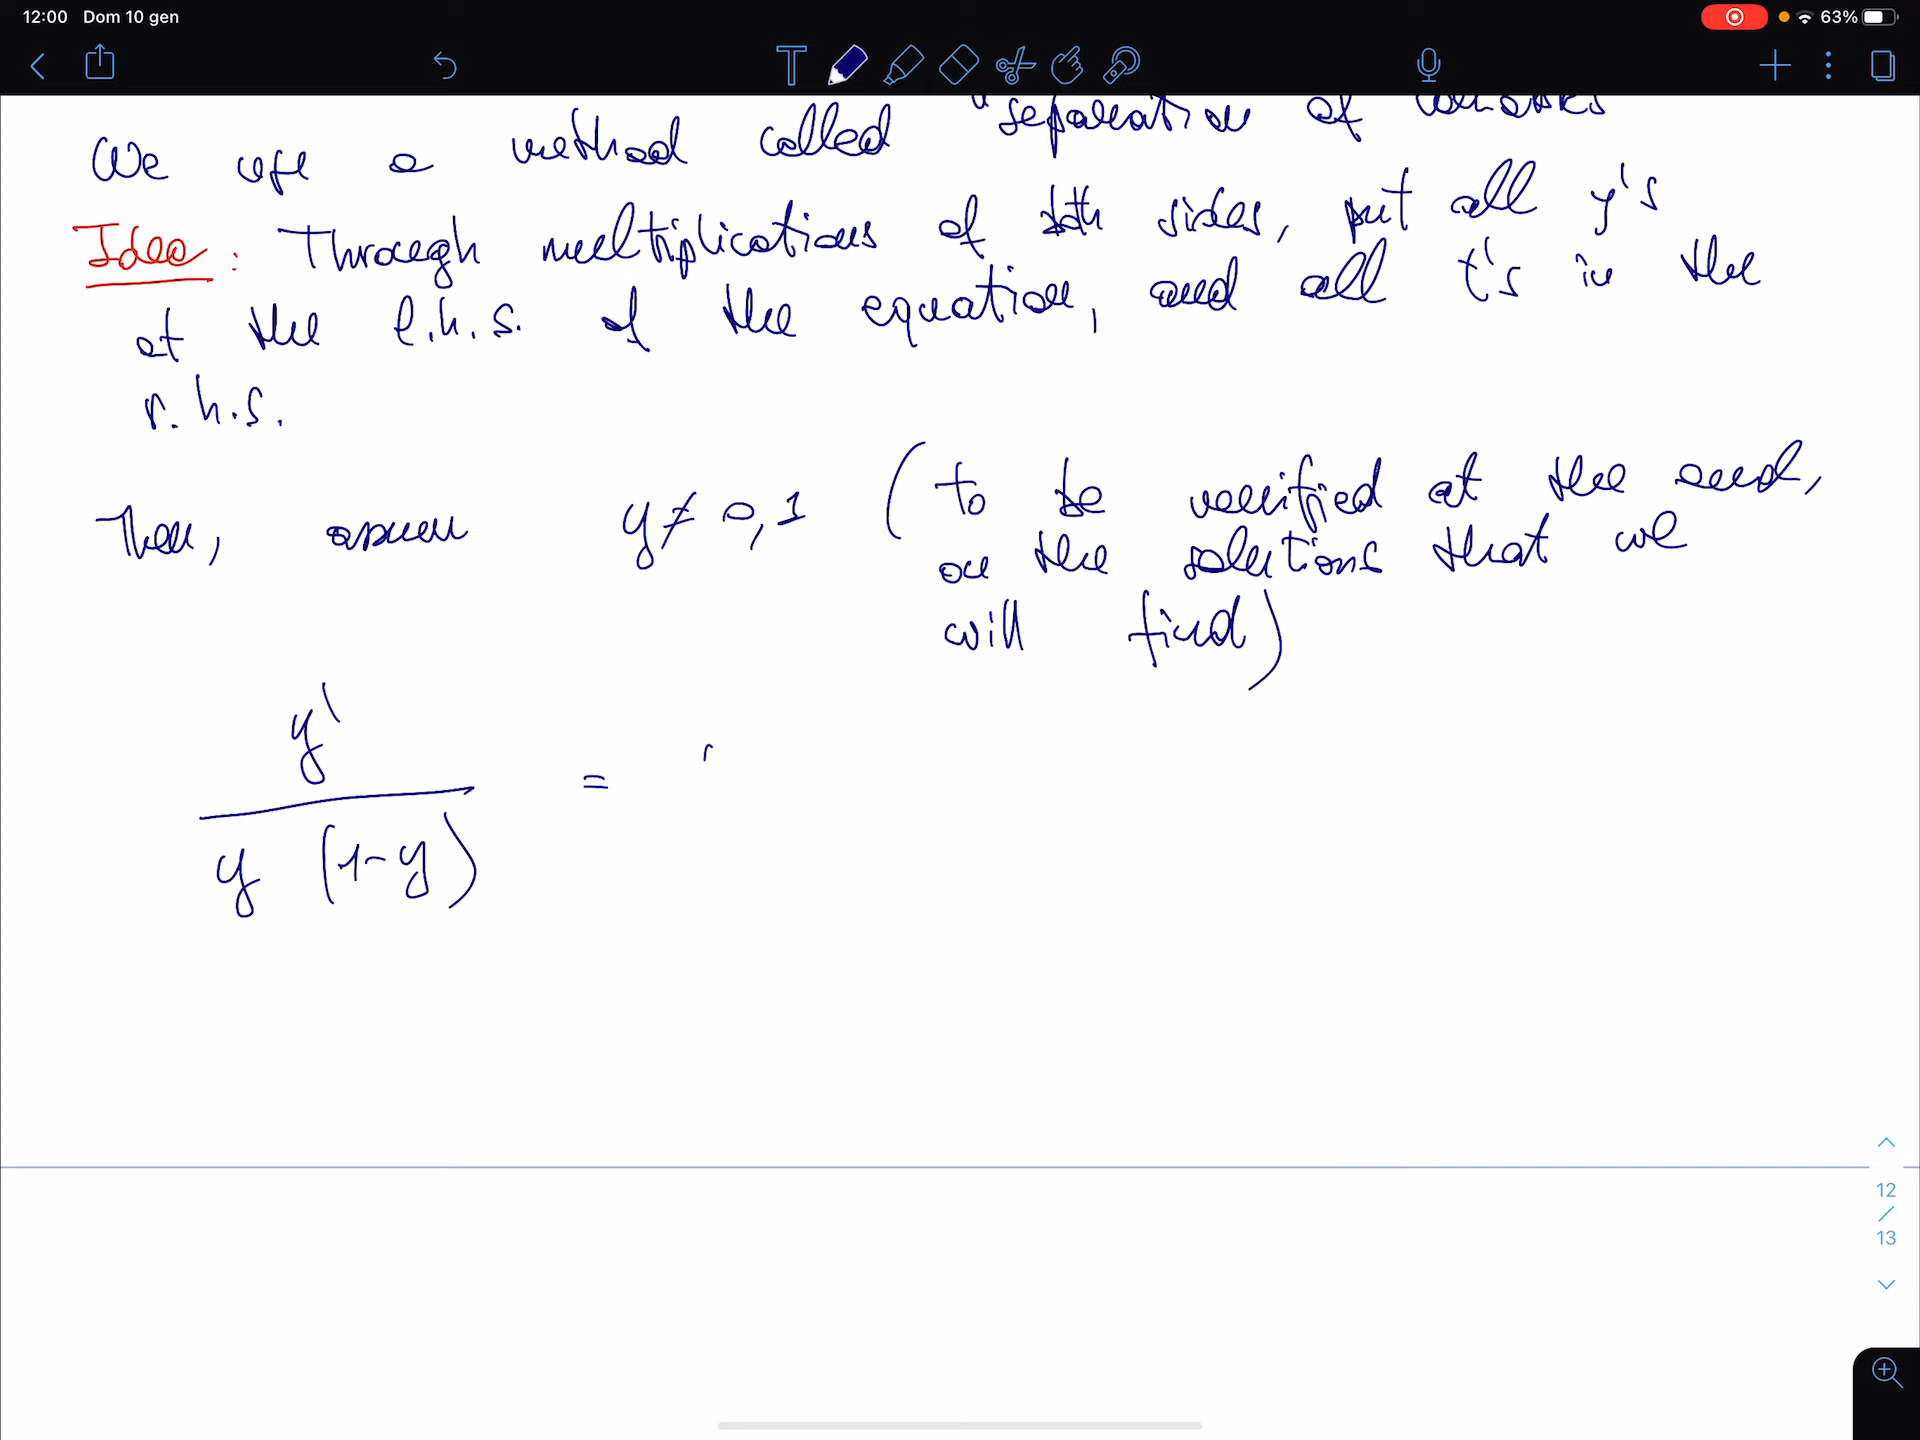 12:00 Dom 10 gen 63%
We use a method called "separation of variables
Idea: Through multiplications of both sides, put all y's
at the l.h.s. of the equation, and all t's in the
r.h.s.
Then, assume y ≠ 0, 1 (to be verified at the end,
on the solutions that we
will find)
y'
y (1-y) =
12
/
13